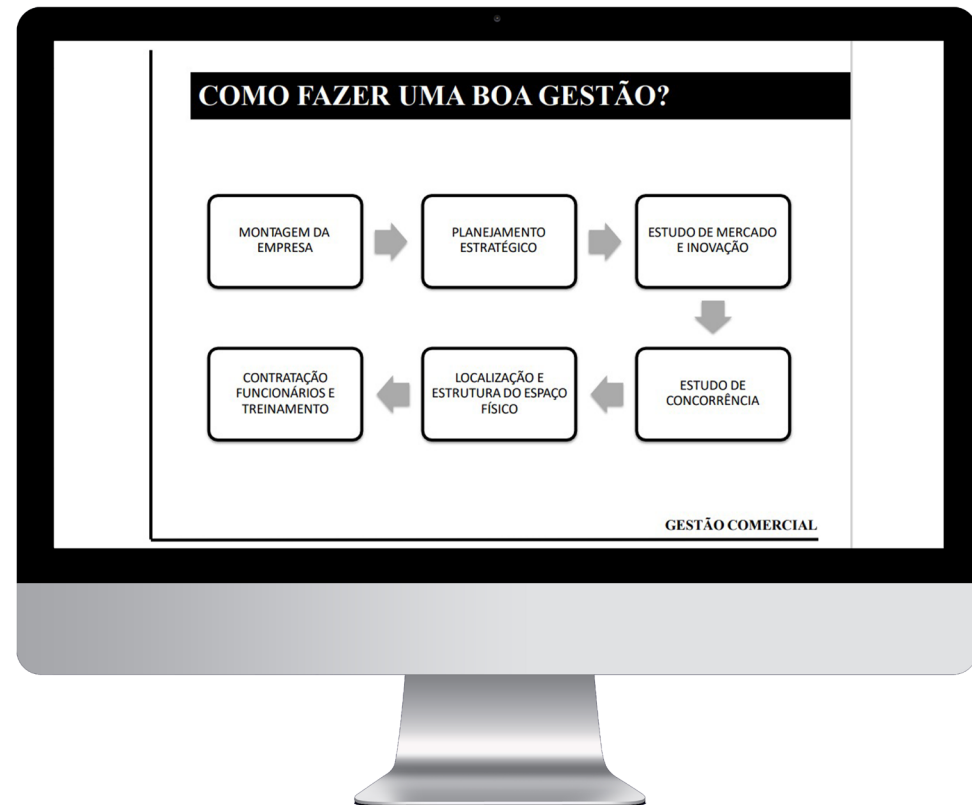 COMO FAZER UMA BOA GESTÃO?
MONTAGEM DA
EMPRESA
PLANEJAMENTO
ESTRATÉGICO
ESTUDO DE MERCADO
E INOVAÇÃO
ESTUDO DE
CONCORRÊNCIA
LOCALIZAÇÃO E
ESTRUTURA DO ESPAÇO
FÍSICO
CONTRATAÇÃO
FUNCIONÁRIOS E
TREINAMENTO
GESTÃO COMERCIAL